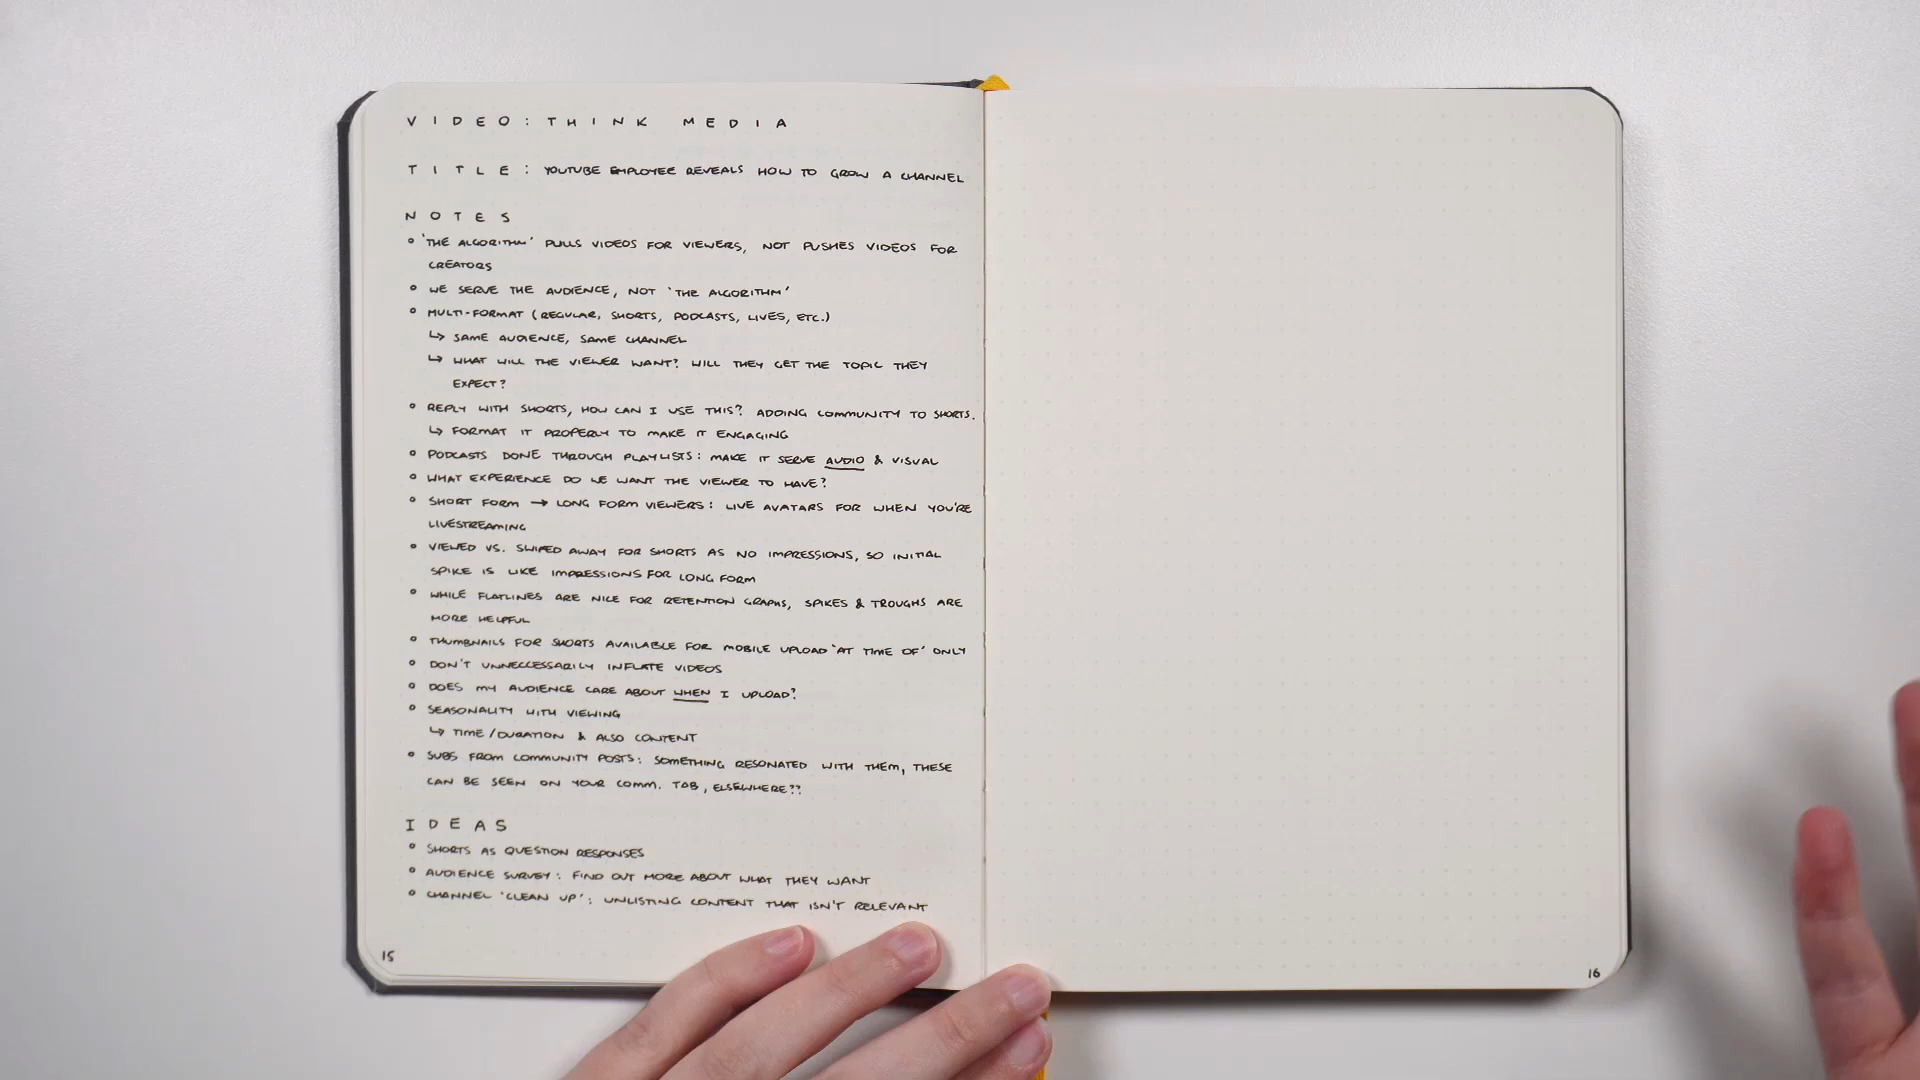 VIDEO: THINK MEDIA
TITLE: YOUTUBE EMPLOYEE REVEALS HOW TO GROW A CHANNEL
NOTES
° 'THE ALGORITHM' PULLS VIDEOS FOR VIEWERS, NOT PUSHES VIDEOS FOR
CREATORS
° WE SERVE THE AUDIENCE, NOT 'THE ALGORITHM'
° MULTI-FORMAT (REGULAR, SHORTS, PODCASTS, LIVES, ETC.)
↳ SAME AUDIENCE, SAME CHANNEL
↳ WHAT WILL THE VIEWER WANT? WILL THEY GET THE TOPIC THEY
EXPECT?
° REPLY WITH SHORTS, HOW CAN I USE THIS? ADDING COMMUNITY TO SHORTS.
↳ FORMAT IT PROPERLY TO MAKE IT ENGAGING
° PODCASTS DONE THROUGH PLAYLISTS: MAKE IT SERVE AUDIO & VISUAL
° WHAT EXPERIENCE DO WE WANT THE VIEWER TO HAVE?
° SHORT FORM → LONG FORM VIEWERS: LIVE AVATARS FOR WHEN YOU'RE
LIVESTREAMING
° VIEWED VS. SWIPED AWAY FOR SHORTS AS NO IMPRESSIONS, SO INITIAL
SPIKE IS LIKE IMPRESSIONS FOR LONG FORM
° WHILE FLATLINES ARE NICE FOR RETENTION GRAPHS, SPIKES & TROUGHS ARE
MORE HELPFUL
° THUMBNAILS FOR SHORTS AVAILABLE FOR MOBILE UPLOAD 'AT TIME OF' ONLY
° DON'T UNNECCESSARILY INFLATE VIDEOS
° DOES MY AUDIENCE CARE ABOUT WHEN I UPLOAD?
° SEASONALITY WITH VIEWING
↳ TIME/DURATION & ALSO CONTENT
° SUBS FROM COMMUNITY POSTS: SOMETHING RESONATED WITH THEM, THESE
CAN BE SEEN ON YOUR COMM. TAB, ELSEWHERE??
IDEAS
° SHORTS AS QUESTION RESPONSES
° AUDIENCE SURVEY: FIND OUT MORE ABOUT WHAT THEY WANT
° CHANNEL 'CLEAN UP': UNLISTING CONTENT THAT ISN'T RELEVANT
15
16